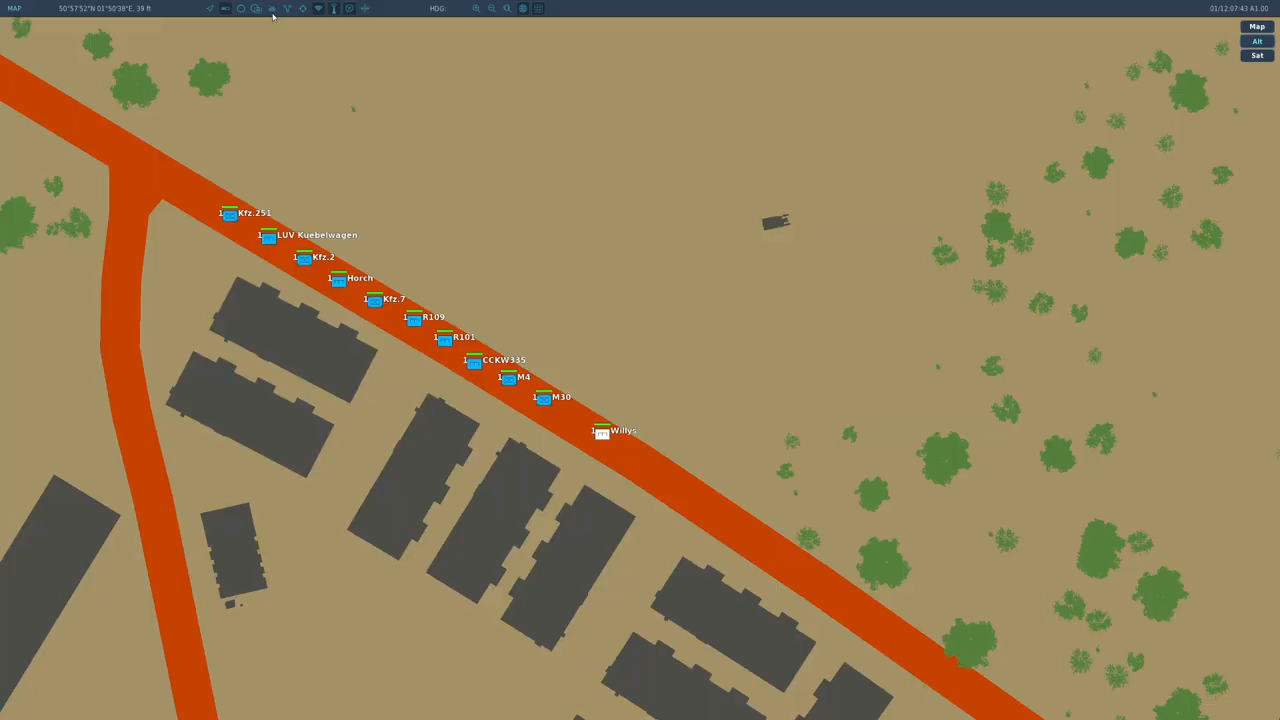 MAP 50°57'52"N 01°50'38"E, 39 ft HDG: 01/12:07:43 A1.00
Map
Alt
Sat
1 Kfz.251
1 LUV Kuebelwagen
1 Kfz.2
1 Horch
1 Kfz.7
1 R109
1 R101
1 CCKW335
1 M4
1 M30
1 Willys